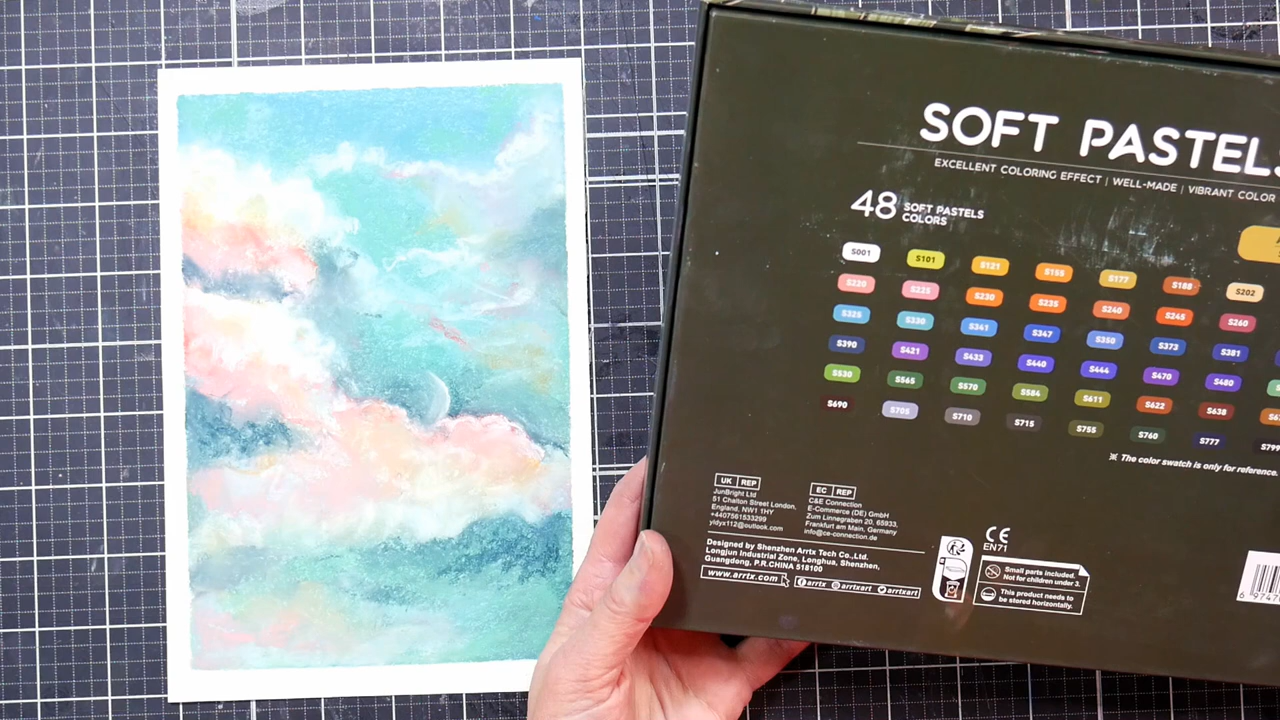 SOFT PASTELS
EXCELLENT COLORING EFFECT | WELL-MADE | VIBRANT COLOR
48 SOFT PASTELS
COLORS
S001 S101 S121 S155 S177 S188 S202
S220 S225 S230 S235 S240 S245 S260
S325 S330 S341 S347 S350 S373 S381
S390 S421 S433 S440 S444 S470 S480
S530 S565 S570 S584 S611 S622 S638
S690 S705 S710 S715 S755 S760 S777 S799
※ The color swatch is only for reference.
UK REP
JunBright Ltd
51 Chalton Street London,
England, NW1 1HY
+4407561533299
yldyx112@outlook.com
EC REP
C&E Connection
E-Commerce (DE) GmbH
Zum Linnegraben 20, 65933,
Frankfurt am Main, Germany
info@ce-connection.de
Designed by Shenzhen Arrtx Tech Co.,Ltd.
Longjun Industrial Zone, Longhua, Shenzhen,
Guangdong, P.R.CHINA 518100
www.arrtx.com
arrtx arrtxart arrtxart
CE
EN71
Small parts included.
Not for children under 3.
This product needs to
be stored horizontally.